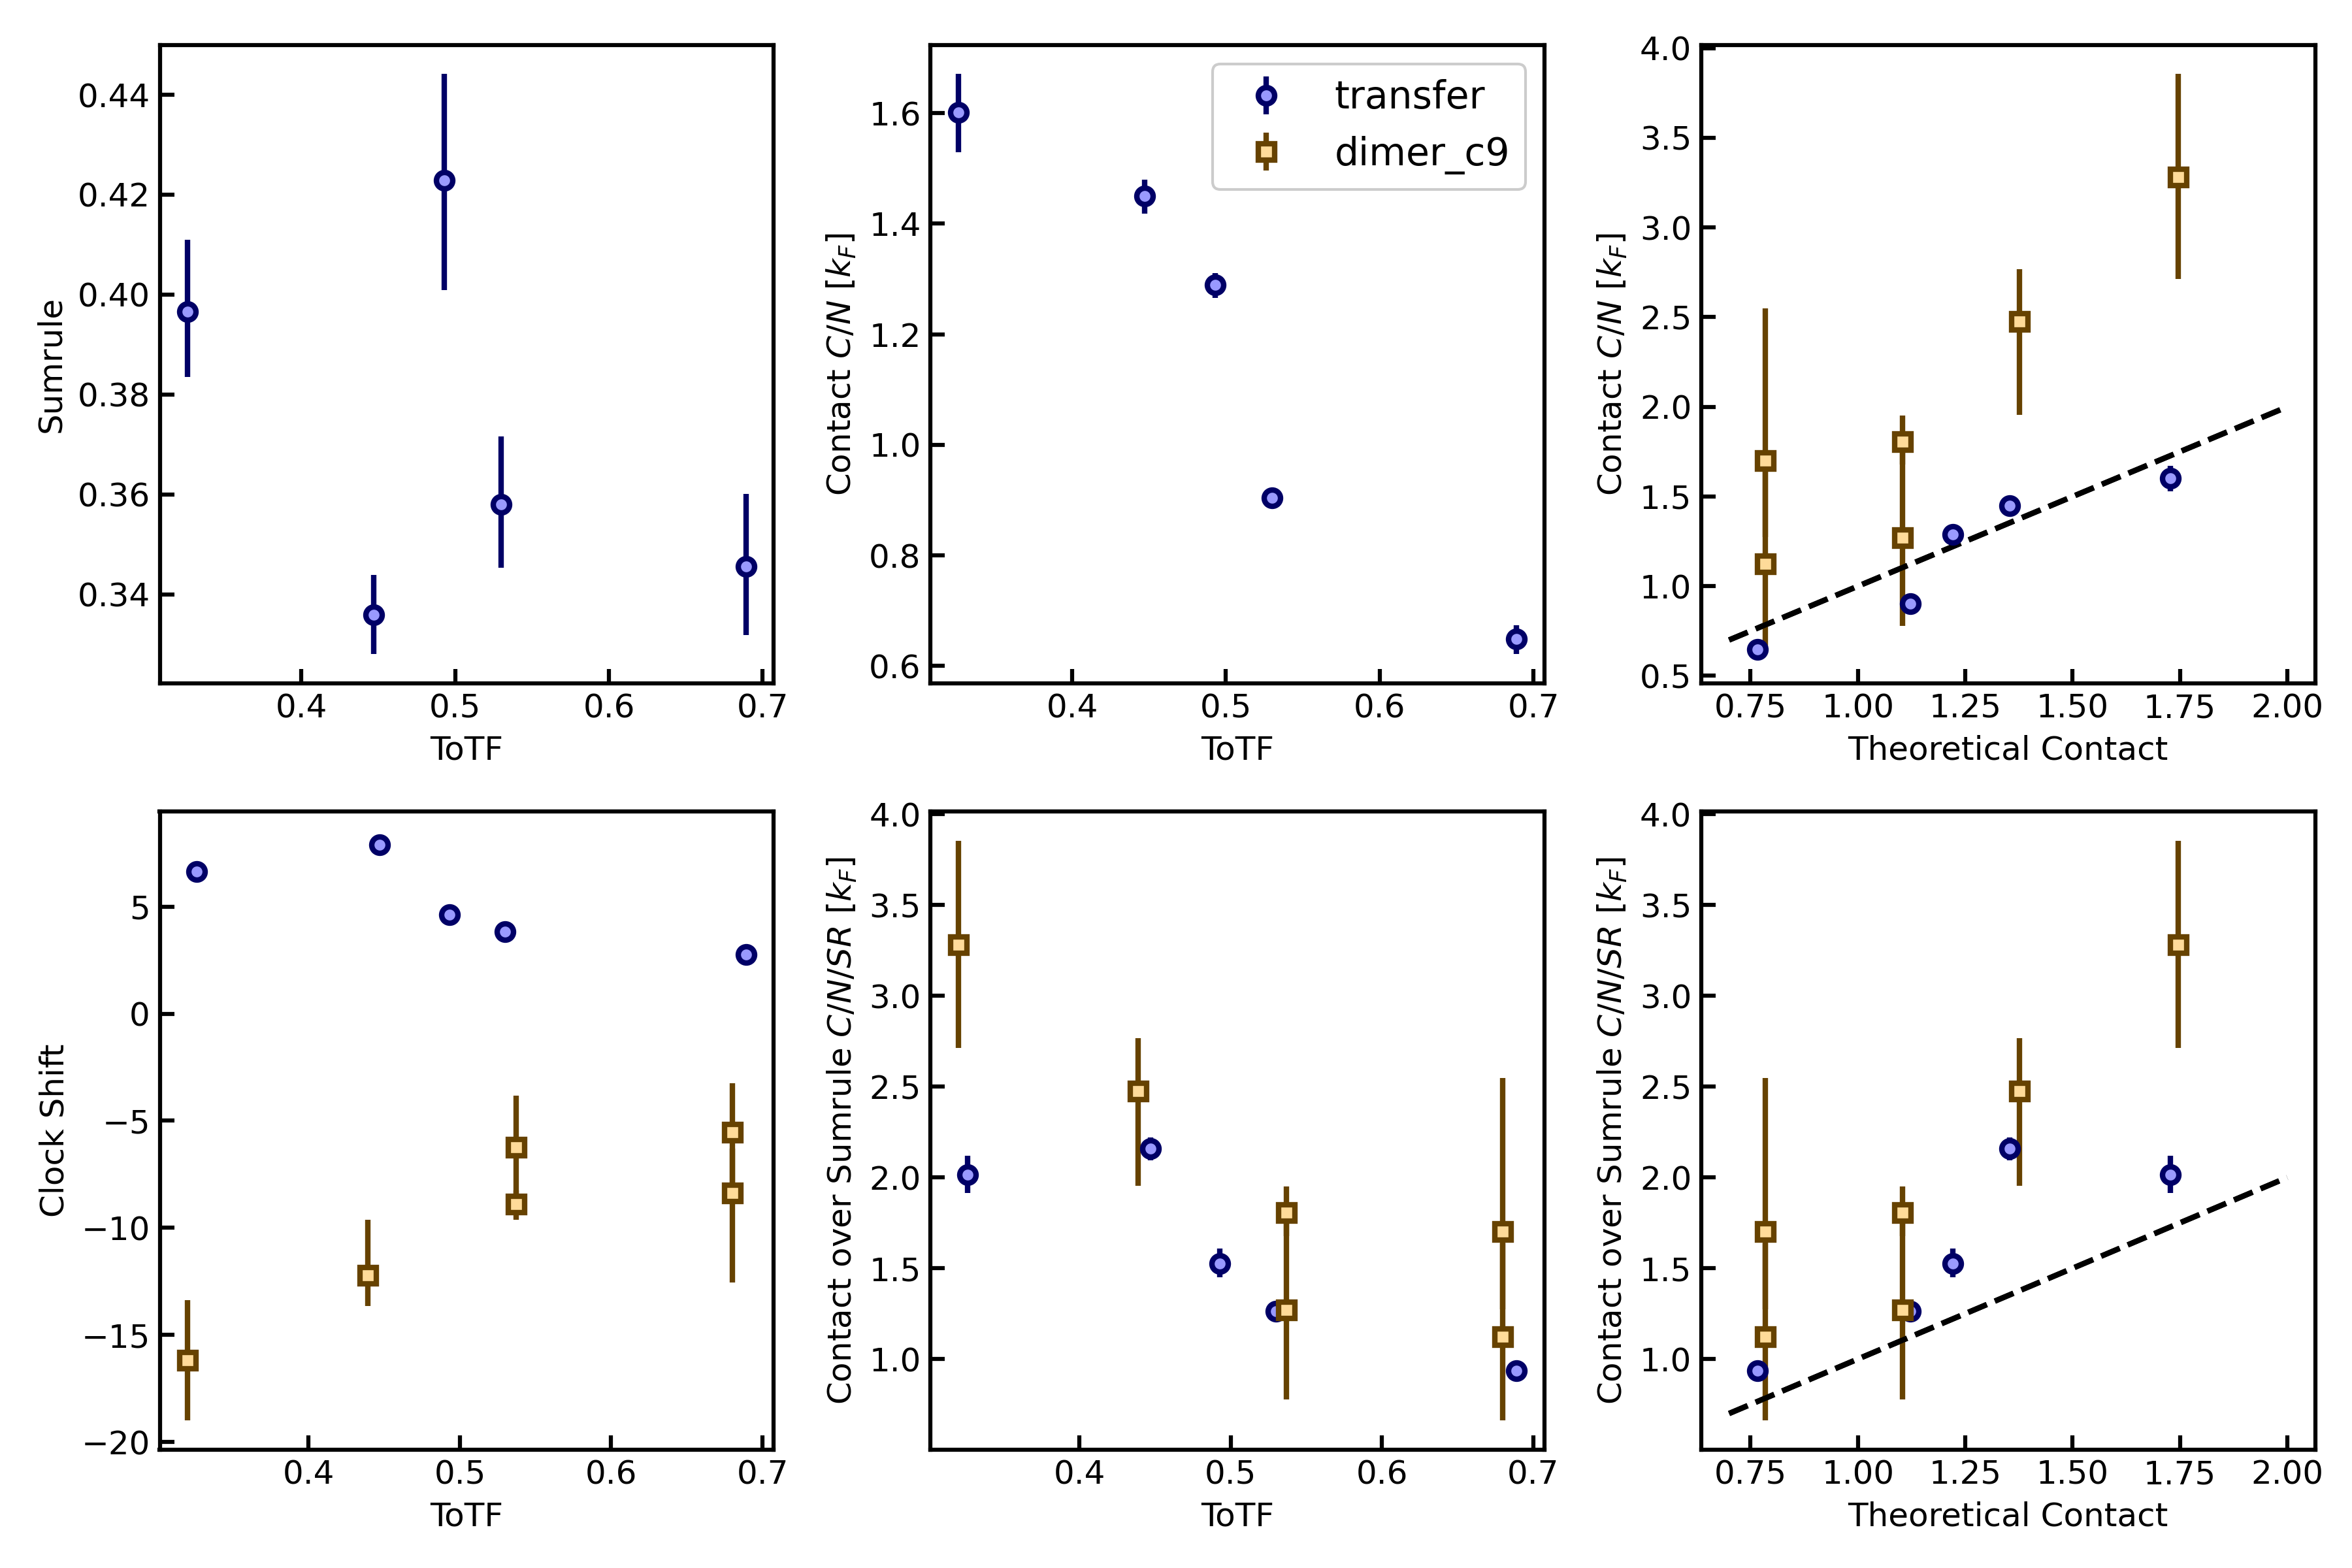 0.44
0.42
0.40
0.38
0.36
0.34
Sumrule
0.4 0.5 0.6 0.7
ToTF
1.6
1.4
1.2
1.0
0.8
0.6
Contact C/N [k_F]
transfer
dimer_c9
0.4 0.5 0.6 0.7
ToTF
4.0
3.5
3.0
2.5
2.0
1.5
1.0
0.5
Contact C/N [k_F]
0.75 1.00 1.25 1.50 1.75 2.00
Theoretical Contact
5
0
−5
−10
−15
−20
Clock Shift
0.4 0.5 0.6 0.7
ToTF
4.0
3.5
3.0
2.5
2.0
1.5
1.0
Contact over Sumrule C/N/SR [k_F]
0.4 0.5 0.6 0.7
ToTF
4.0
3.5
3.0
2.5
2.0
1.5
1.0
Contact over Sumrule C/N/SR [k_F]
0.75 1.00 1.25 1.50 1.75 2.00
Theoretical Contact